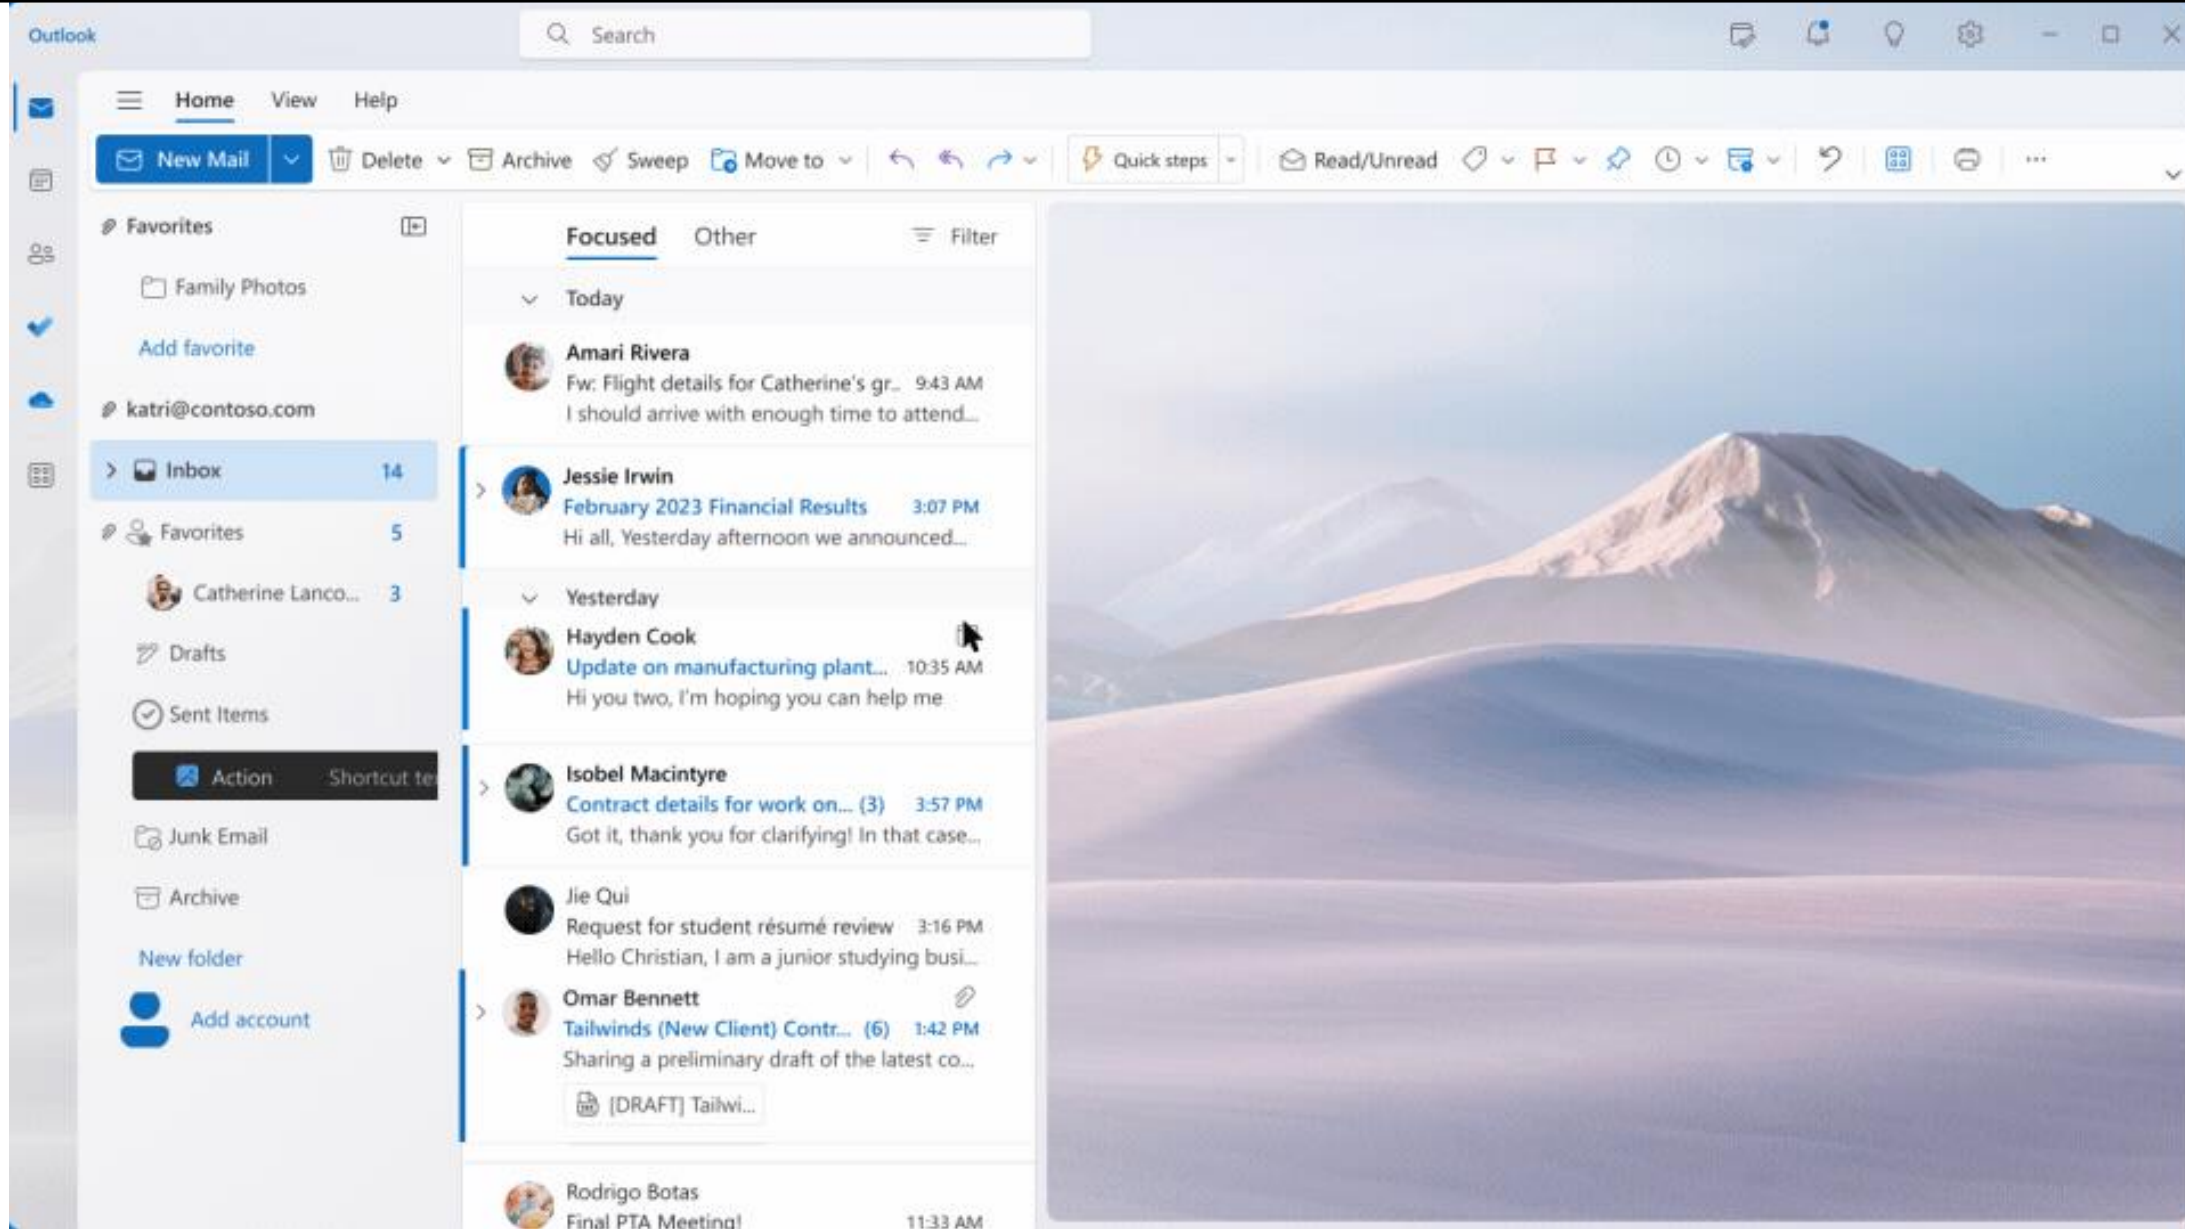 Outlook
Search
Home View Help
New Mail Delete Archive Sweep Move to Quick steps Read/Unread
Favorites
Family Photos
Add favorite
katri@contoso.com
Inbox 14
Favorites 5
Catherine Lanco... 3
Drafts
Sent Items
Action Shortcut
Junk Email
Archive
New folder
Add account
Focused Other Filter
Today
Amari Rivera
Fw: Flight details for Catherine's gr... 9:43 AM
I should arrive with enough time to attend...
Jessie Irwin
February 2023 Financial Results 3:07 PM
Hi all, Yesterday afternoon we announced...
Yesterday
Hayden Cook
Update on manufacturing plant... 10:35 AM
Hi you two, I'm hoping you can help me
Isobel Macintyre
Contract details for work on... (3) 3:57 PM
Got it, thank you for clarifying! In that case...
Jie Qui
Request for student résumé review 3:16 PM
Hello Christian, I am a junior studying busi...
Omar Bennett
Tailwinds (New Client) Contr... (6) 1:42 PM
Sharing a preliminary draft of the latest co...
[DRAFT] Tailwi...
Rodrigo Botas
Final PTA Meeting! 11:33 AM